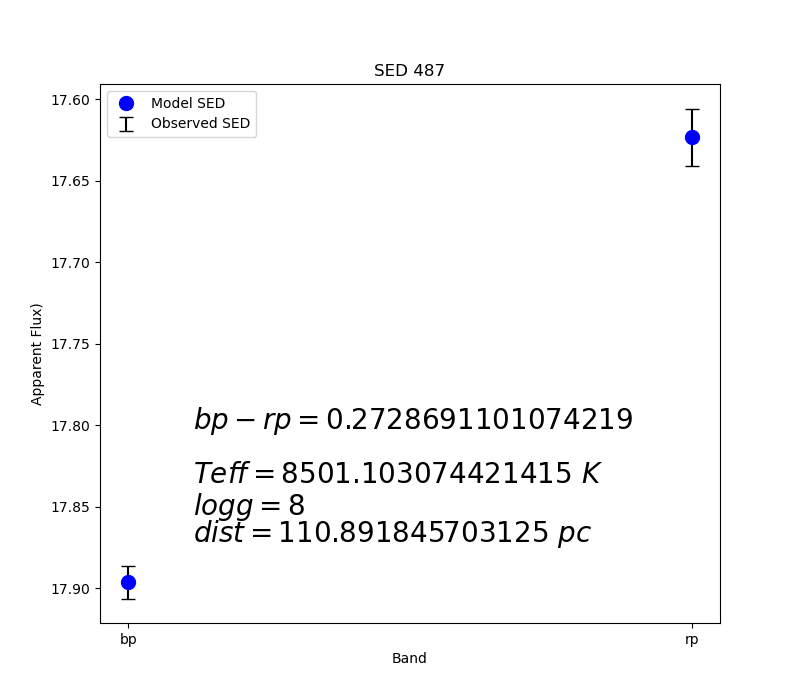 SED 487
Model SED
Observed SED
17.60
17.65
17.70
17.75
17.80
17.85
17.90
Apparent Flux)
bp − rp = 0.2728691101074219
Teff = 8501.103074421415 K
logg = 8
dist = 110.891845703125 pc
bp
rp
Band